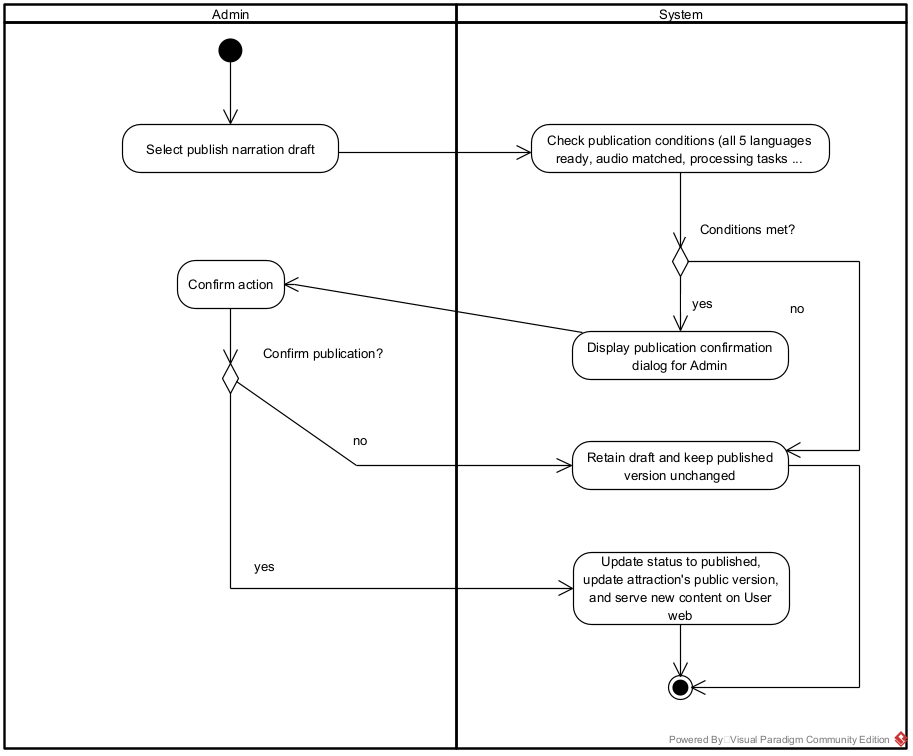 Admin
System
Select publish narration draft
Check publication conditions (all 5 languages
ready, audio matched, processing tasks ...
Conditions met?
Confirm action
yes
no
Display publication confirmation
dialog for Admin
Confirm publication?
no
Retain draft and keep published
version unchanged
yes
Update status to published,
update attraction's public version,
and serve new content on User
web
Powered By Visual Paradigm Community Edition